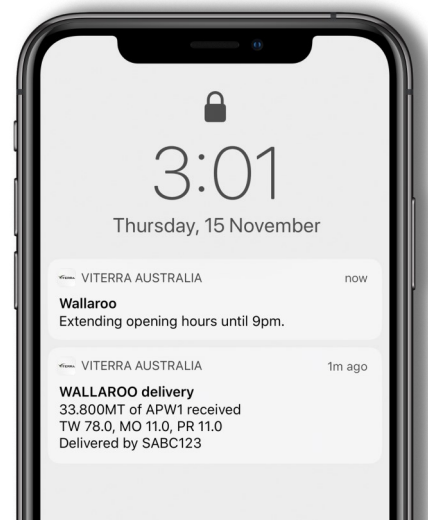 3:01
Thursday, 15 November
VITERRA AUSTRALIA now
Wallaroo
Extending opening hours until 9pm.
VITERRA AUSTRALIA 1m ago
WALLAROO delivery
33.800MT of APW1 received
TW 78.0, MO 11.0, PR 11.0
Delivered by SABC123